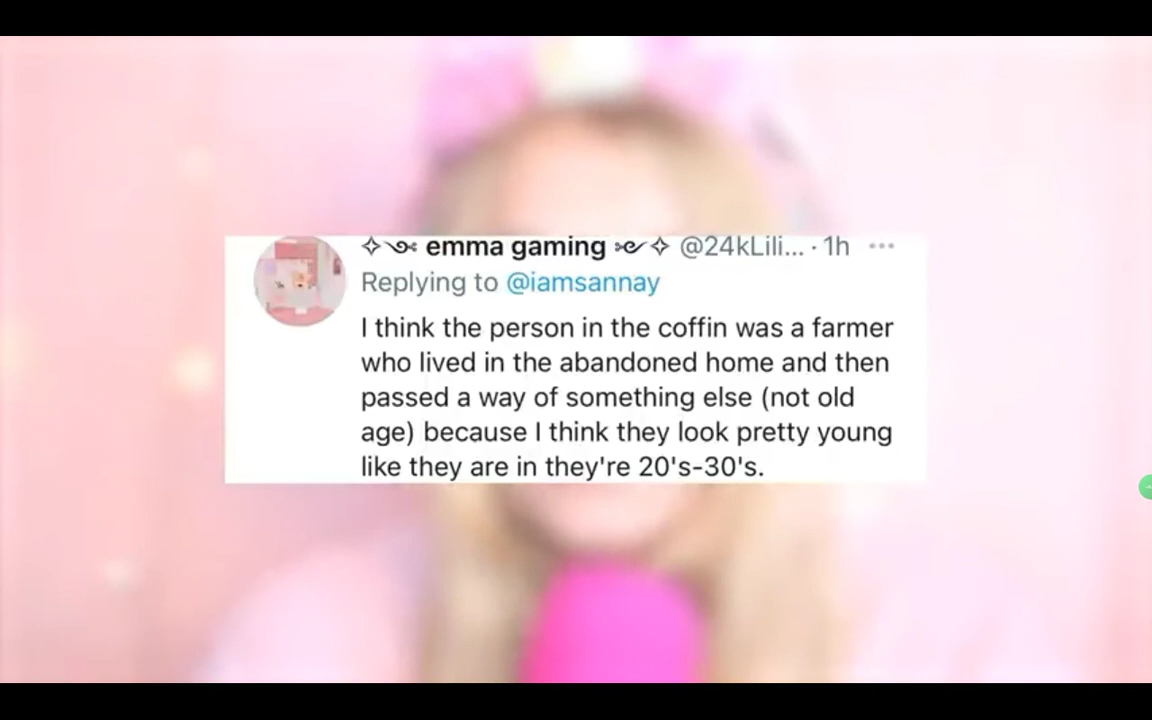 ✧ emma gaming ✧ @24kLili... · 1h
Replying to @iamsannay
I think the person in the coffin was a farmer
who lived in the abandoned home and then
passed a way of something else (not old
age) because I think they look pretty young
like they are in they're 20's-30's.